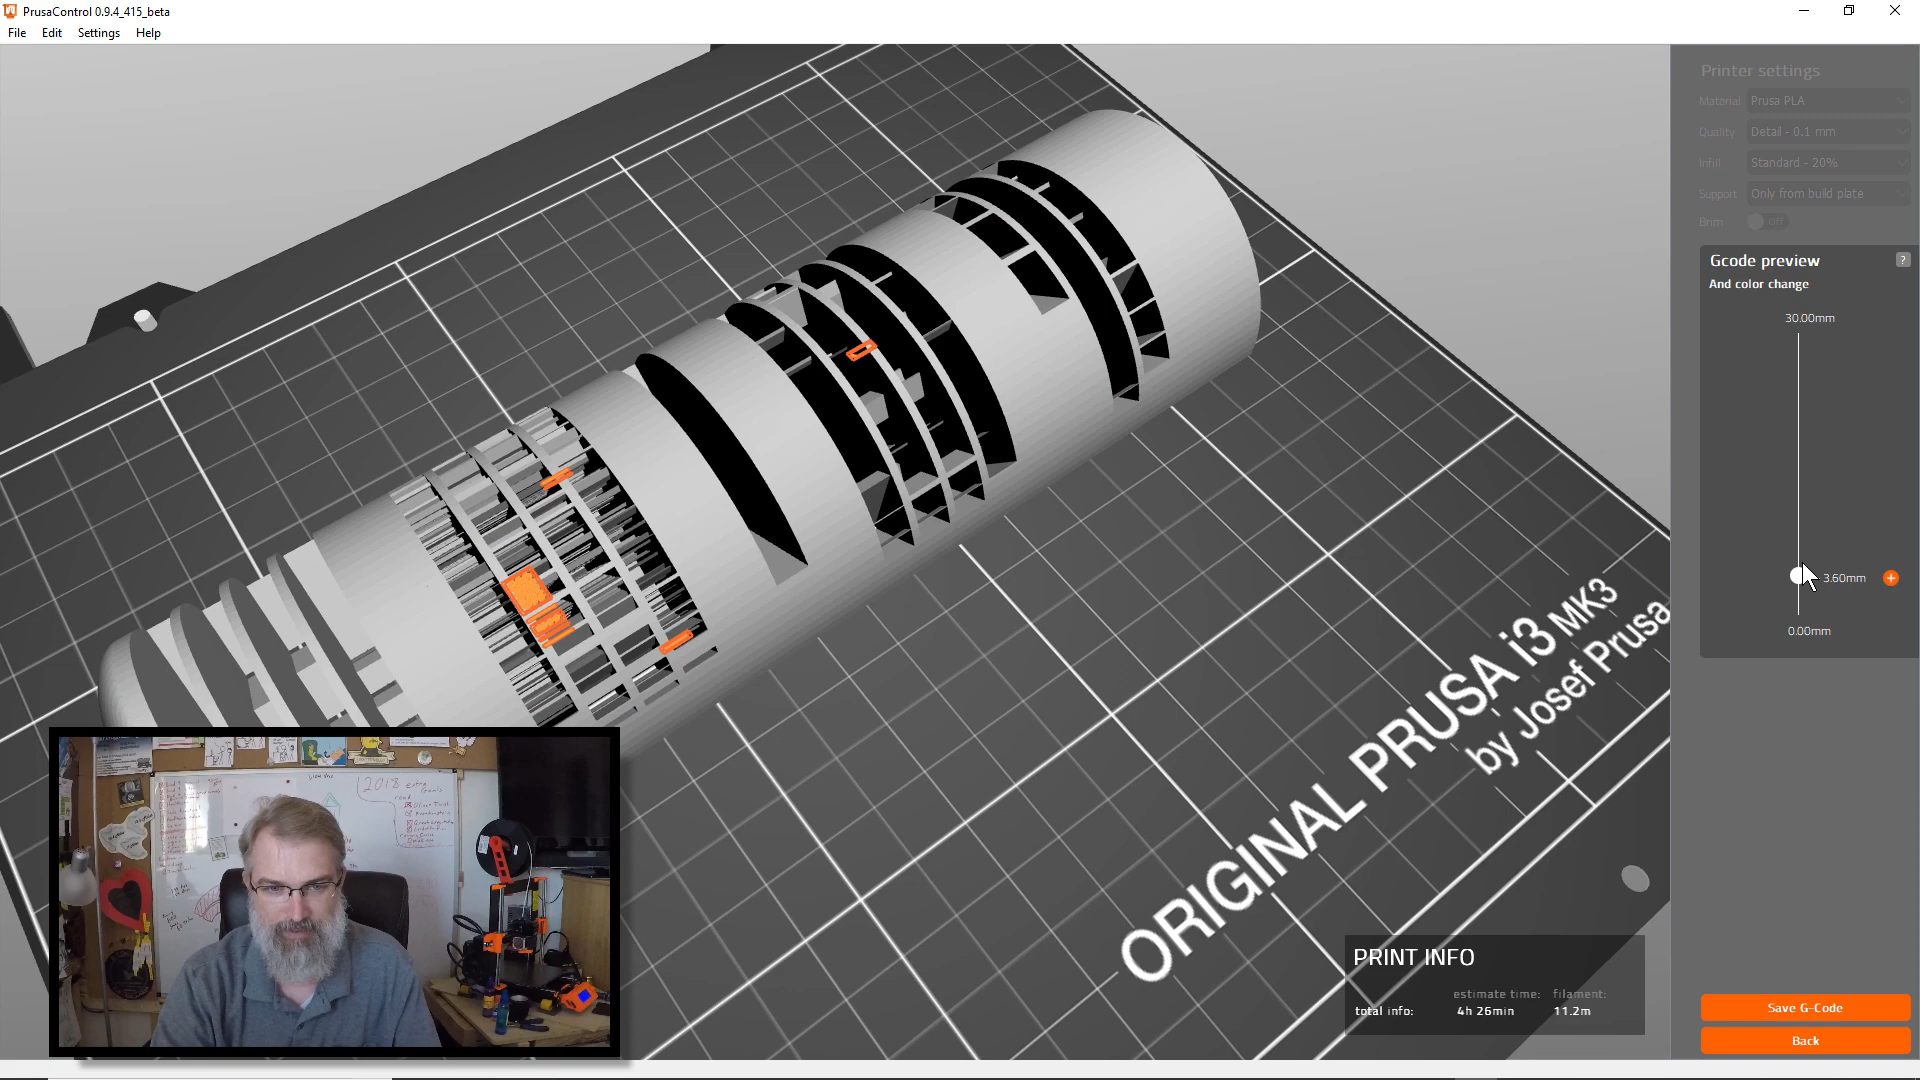 PrusaControl 0.9.4_415_beta
File Edit Settings Help
Printer settings
Material Prusa PLA
Quality Detail - 0.1 mm
Infill Standard - 20%
Support Only from build plate
Brim Off
Gcode preview ?
And color change
30.00mm
3.60mm
0.00mm
ORIGINAL PRUSA i3 MK3
by Josef Prusa
2018
Goals
PRINT INFO
estimate time: filament:
total info: 4h 26min 11.2m
Save G-Code
Back